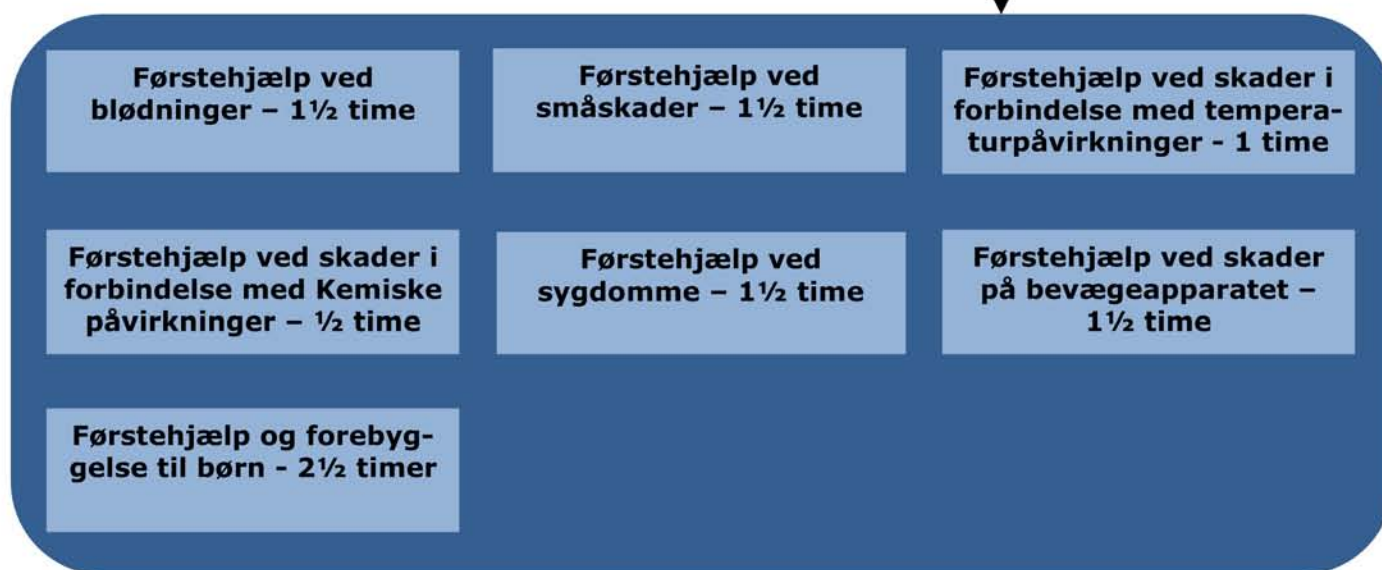 Førstehjælp ved
blødninger – 1½ time
Førstehjælp ved
småskader – 1½ time
Førstehjælp ved skader i
forbindelse med tempera-
turpåvirkninger - 1 time
Førstehjælp ved skader i
forbindelse med Kemiske
påvirkninger – ½ time
Førstehjælp ved
sygdomme – 1½ time
Førstehjælp ved skader
på bevægeapparatet –
1½ time
Førstehjælp og forebyg-
gelse til børn - 2½ timer